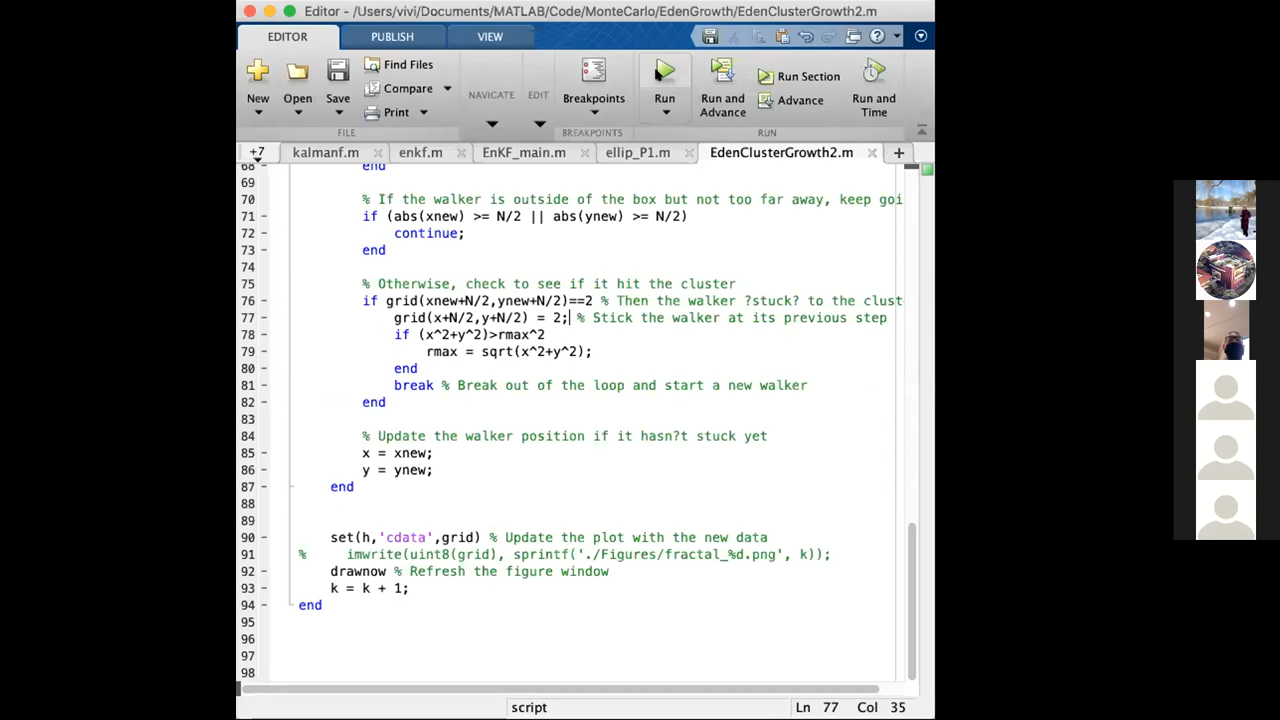 Editor - /Users/vivi/Documents/MATLAB/Code/MonteCarlo/EdenGrowth/EdenClusterGrowth2.m
EDITOR PUBLISH VIEW
New Open Save Find Files Compare Print NAVIGATE EDIT Breakpoints Run Run and Advance Run Section Advance Run and Time
FILE BREAKPOINTS RUN
+7 kalmanf.m enkf.m EnKF_main.m ellip_P1.m EdenClusterGrowth2.m
68 - end
69
70 % If the walker is outside of the box but not too far away, keep goi
71 - if (abs(xnew) >= N/2 || abs(ynew) >= N/2)
72 - continue;
73 - end
74
75 % Otherwise, check to see if it hit the cluster
76 - if grid(xnew+N/2,ynew+N/2)==2 % Then the walker ?stuck? to the clust
77 - grid(x+N/2,y+N/2) = 2; % Stick the walker at its previous step
78 - if (x^2+y^2)>rmax^2
79 - rmax = sqrt(x^2+y^2);
80 - end
81 - break % Break out of the loop and start a new walker
82 - end
83
84 % Update the walker position if it hasn?t stuck yet
85 - x = xnew;
86 - y = ynew;
87 - end
88
89
90 - set(h,'cdata',grid) % Update the plot with the new data
91 % imwrite(uint8(grid), sprintf('./Figures/fractal_%d.png', k));
92 - drawnow % Refresh the figure window
93 - k = k + 1;
94 - end
95
96
97
98
script Ln 77 Col 35